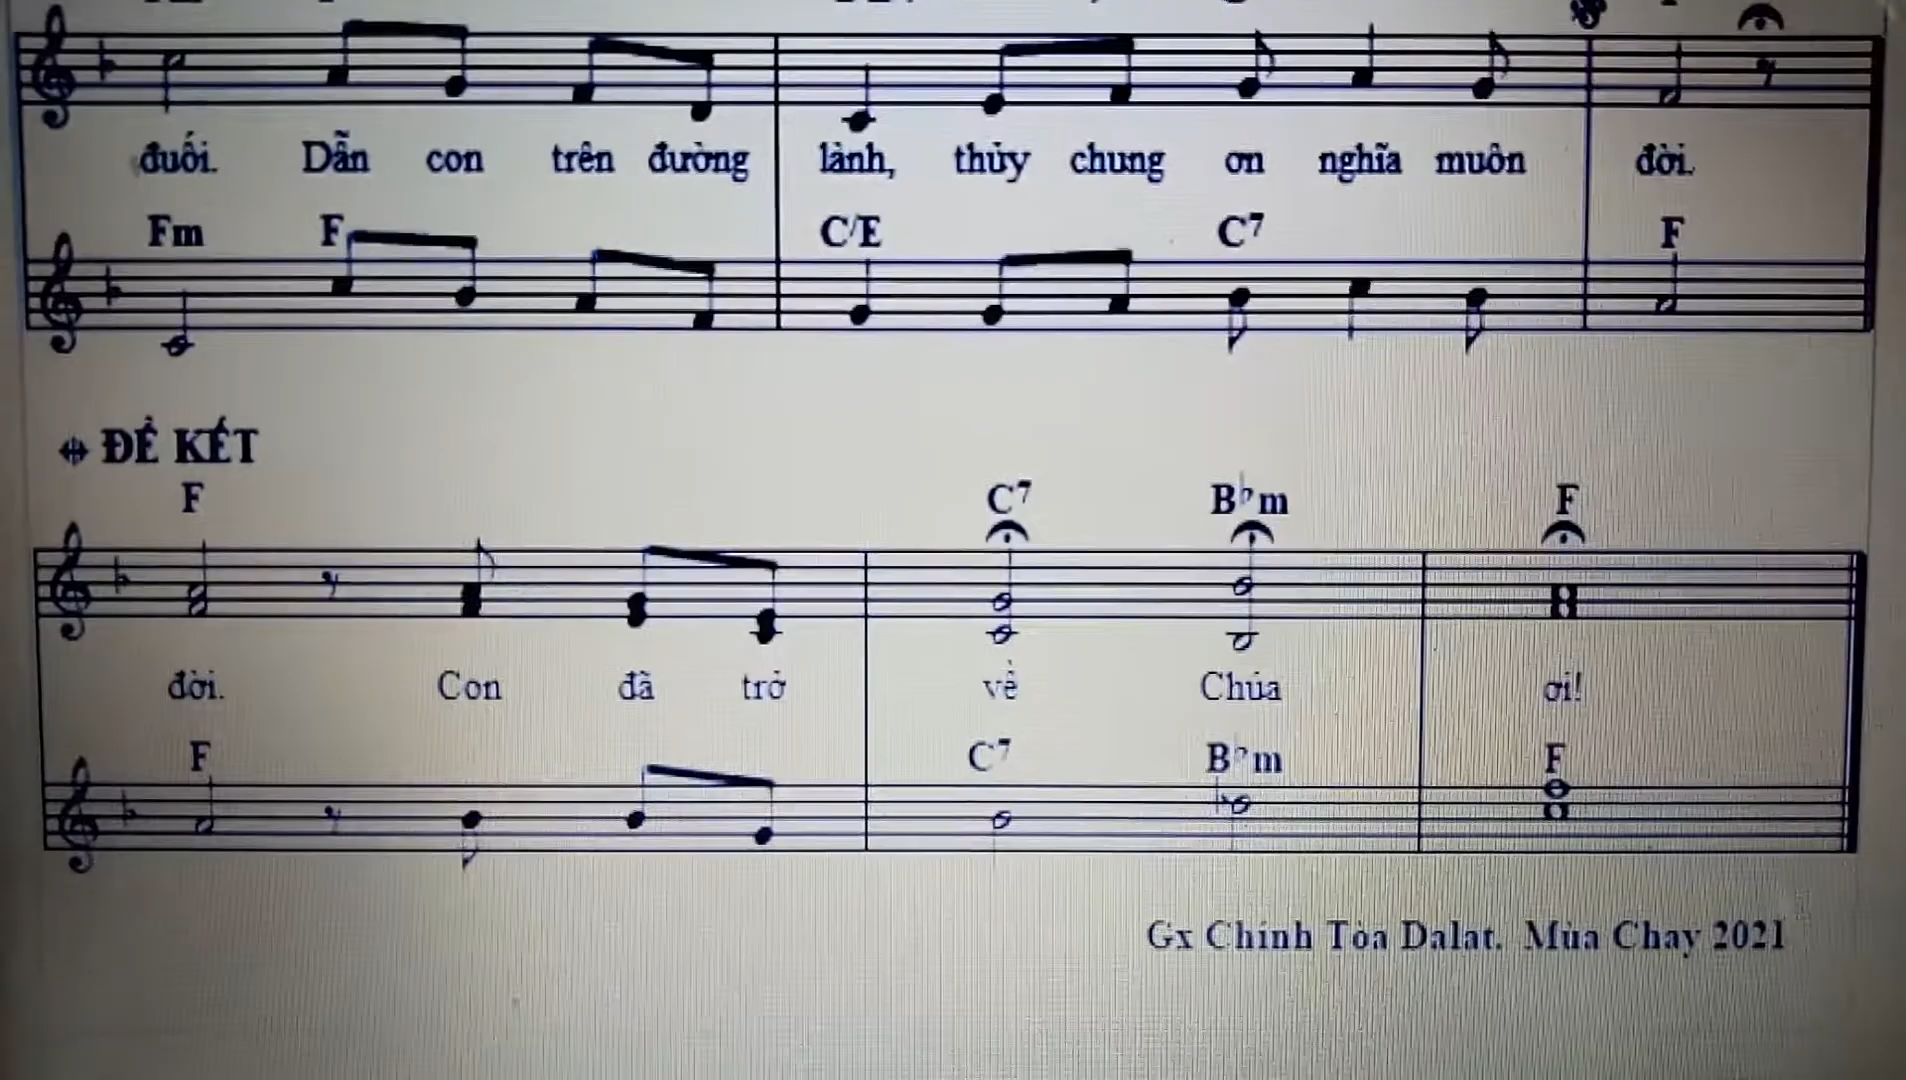 đuối. Dẫn con trên đường lành, thủy chung ơn nghĩa muôn đời.
Fm F C/E C7 F
ĐỂ KẾT
F C7 B♭m F
đời. Con đã trở về Chúa ơi!
F C7 B♭m F
Gx Chính Tòa Dalat. Mùa Chay 2021